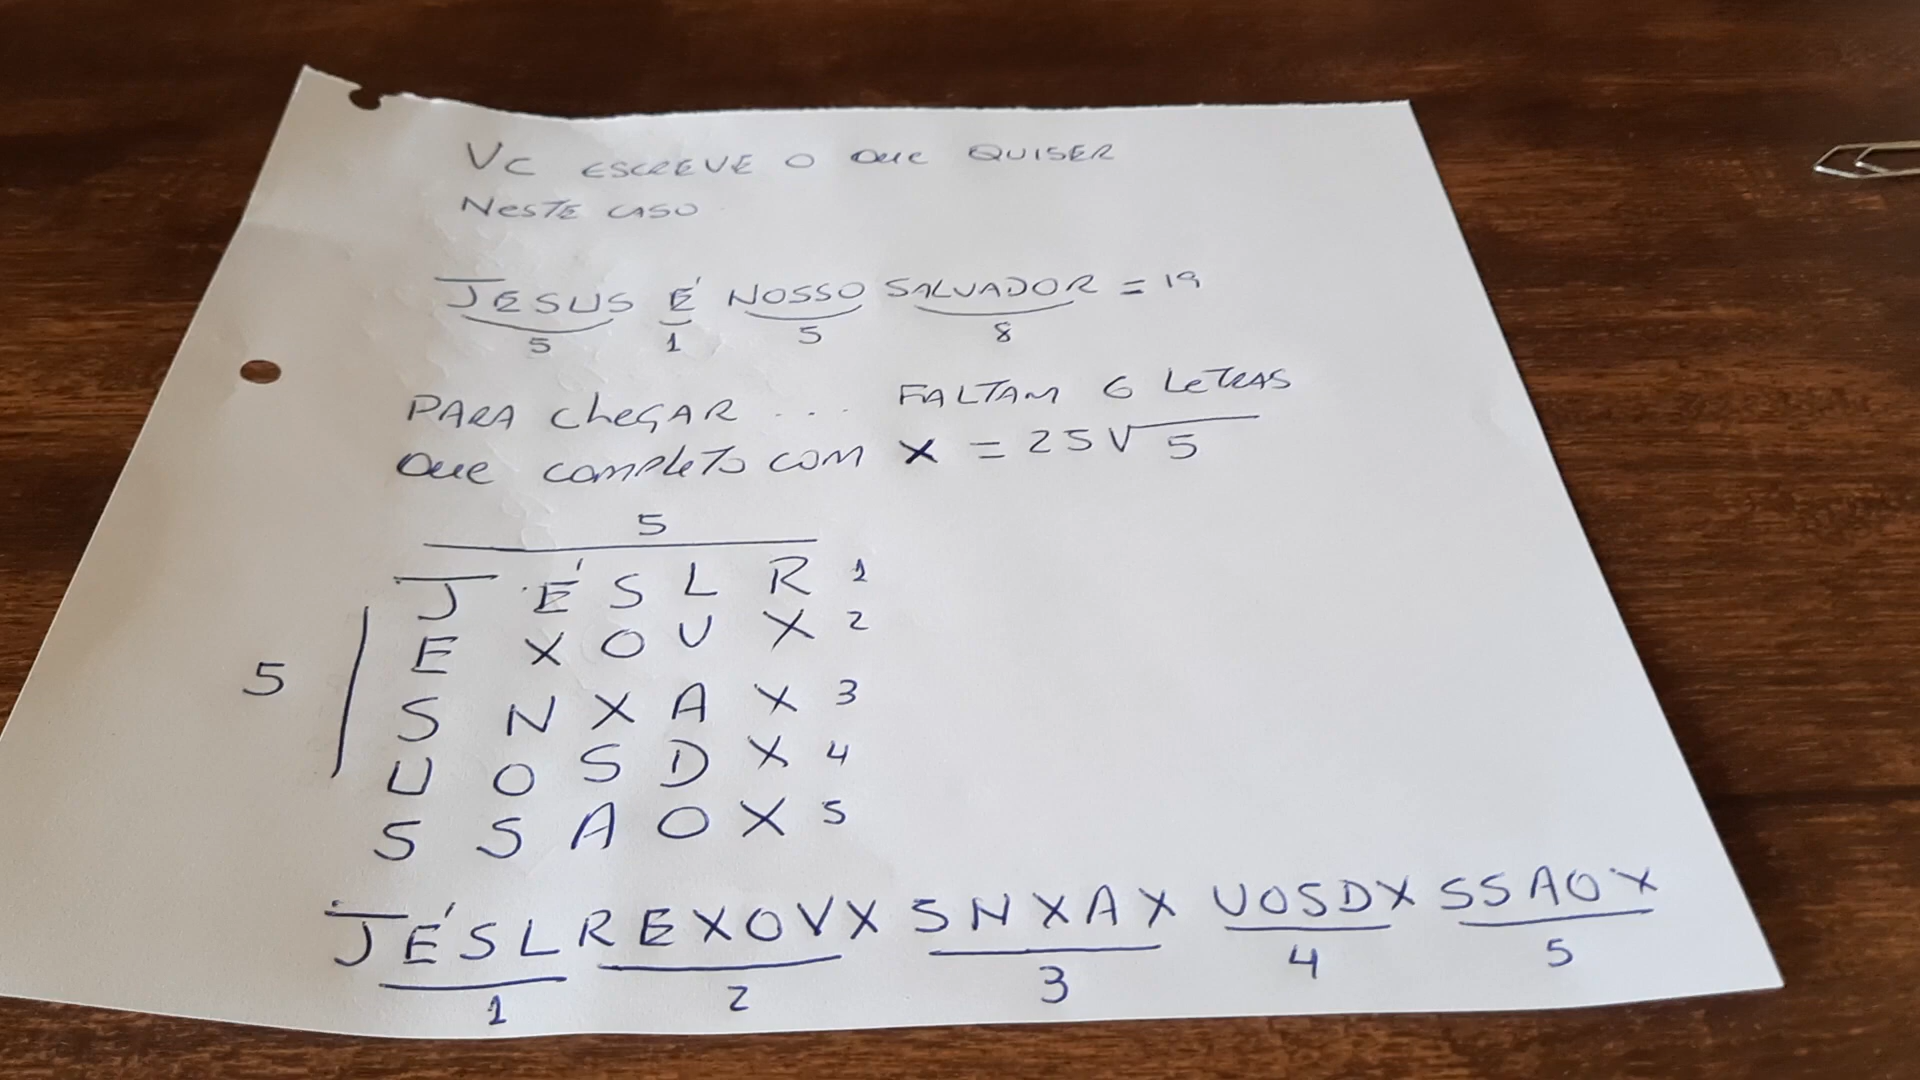 Vc ESCREVE O QUE QUISER
NESTE CASO
JESUS É NOSSO SALVADOR = 19
5 1 5 8
PARA CHEGAR ... FALTAM 6 LETRAS
QUE COMPLETO COM X = 25√5
5
J É S L R 1
E X O V X 2
5
S N X A X 3
U O S D X 4
S S A O X 5
JÉSLREXOVX SNXAX UOSDX SSAOX
1 2 3 4 5